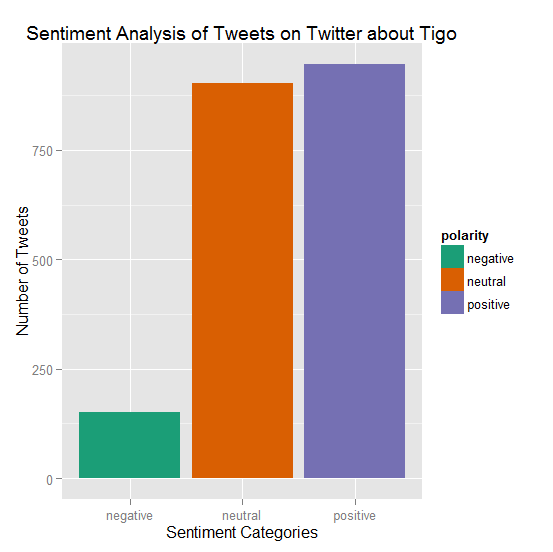 Sentiment Analysis of Tweets on Twitter about Tigo
Number of Tweets
750
500
250
0
negative
neutral
positive
Sentiment Categories
polarity
negative
neutral
positive